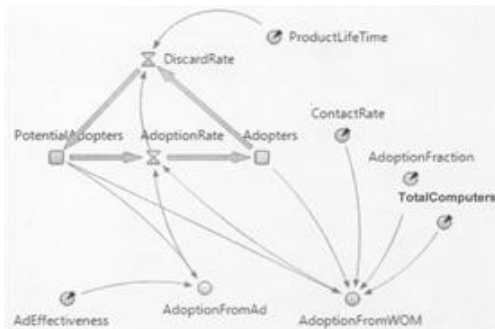 ProductLifeTime
DiscardRate
ContactRate
PotentialAdopters
AdoptionRate
Adopters
AdoptionFraction
TotalComputers
AdEffectiveness
AdoptionFromAd
AdoptionFromWOM